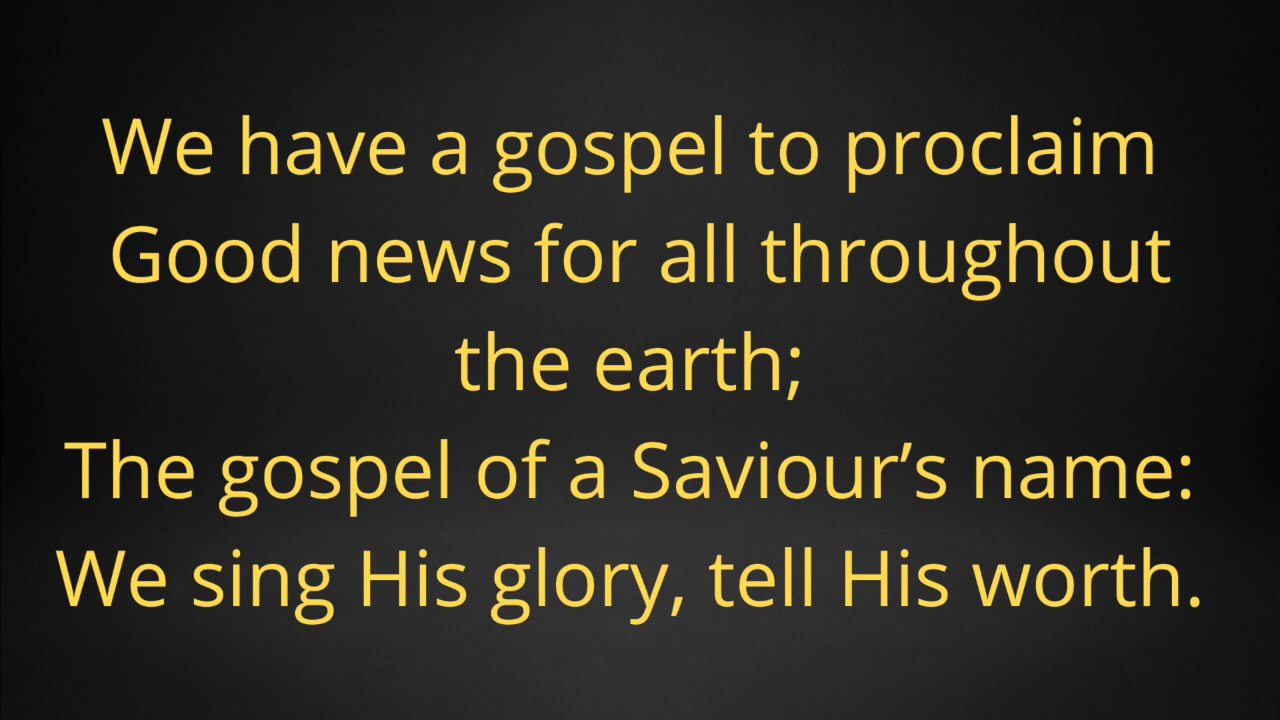 We have a gospel to proclaim
Good news for all throughout
the earth;
The gospel of a Saviour’s name:
We sing His glory, tell His worth.